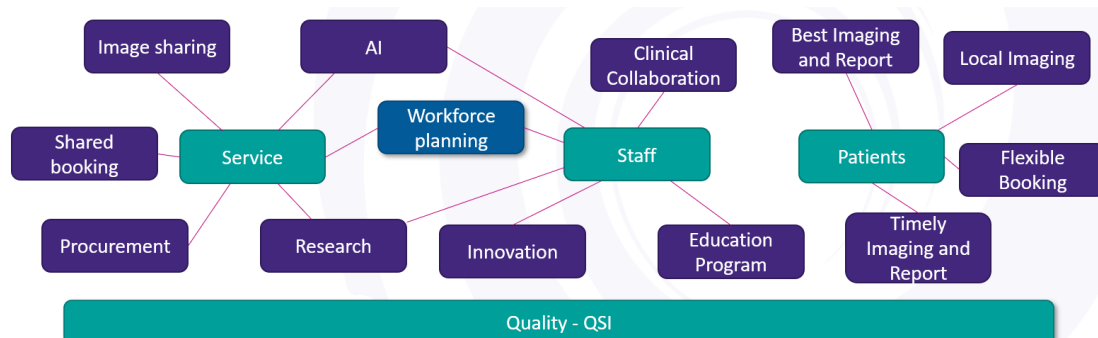 Image sharing
AI
Clinical
Collaboration
Best Imaging
and Report
Local Imaging
Shared
booking
Service
Workforce
planning
Staff
Patients
Flexible
Booking
Procurement
Research
Innovation
Education
Program
Timely
Imaging and
Report
Quality - QSI